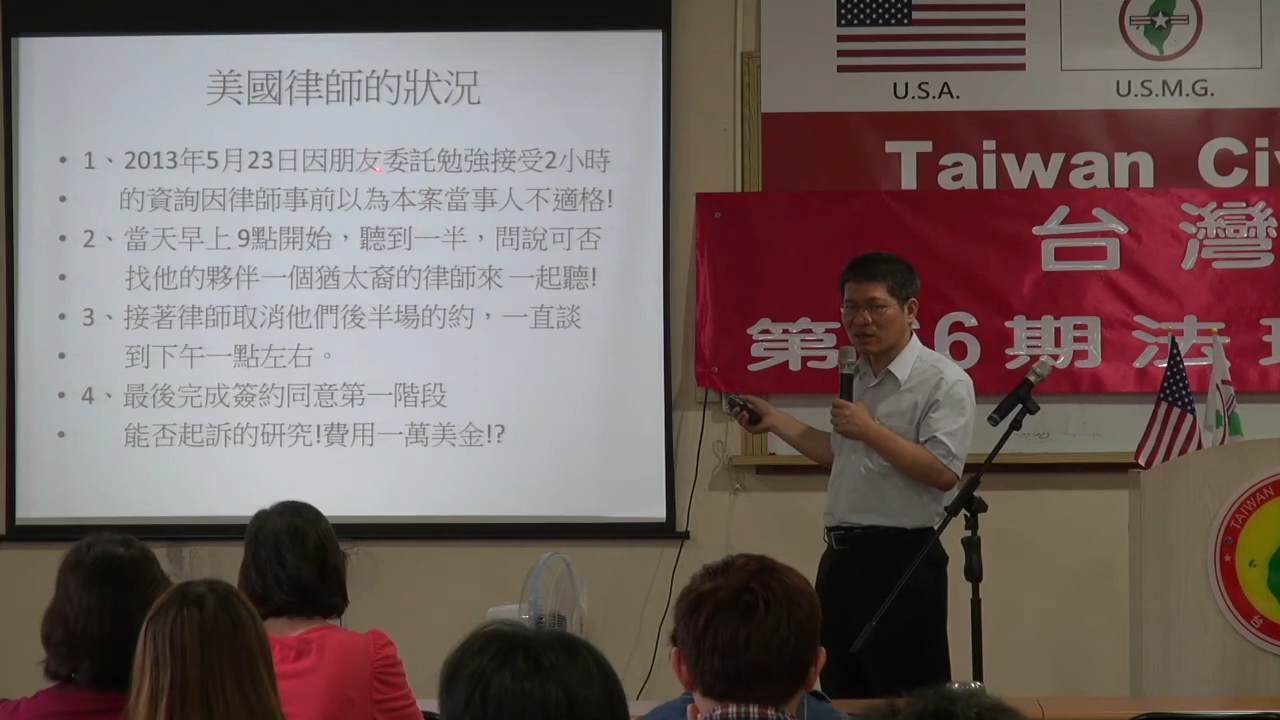 美國律師的狀況
• 1、2013年5月23日因朋友委託勉強接受2小時
• 的資詢因律師事前以為本案當事人不適格!
• 2、當天早上 9點開始，聽到一半，問說可否
• 找他的夥伴一個猶太裔的律師來 一起聽!
• 3、接著律師取消他們後半場的約，一直談
• 到下午一點左右。
• 4、最後完成簽約同意第一階段
• 能否起訴的研究!費用一萬美金!?
U.S.A.
U.S.M.G.
Taiwan Civ
台灣
第 6期法
TAIWAN
台